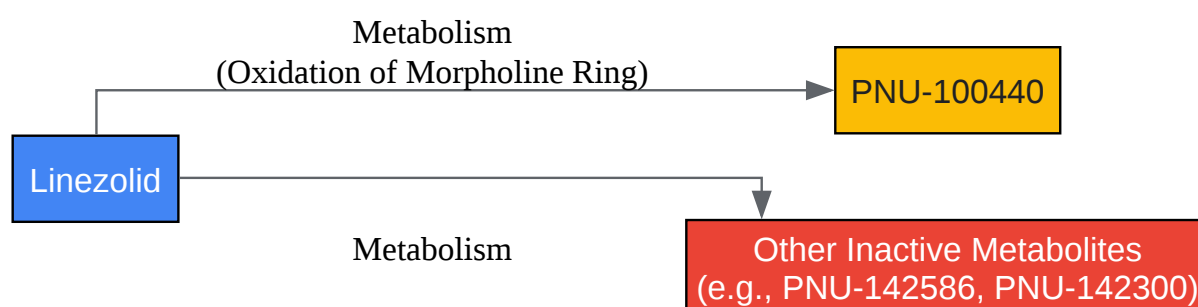 Metabolism
(Oxidation of Morpholine Ring)
PNU-100440
Linezolid
Metabolism
Other Inactive Metabolites
(e.g., PNU-142586, PNU-142300)